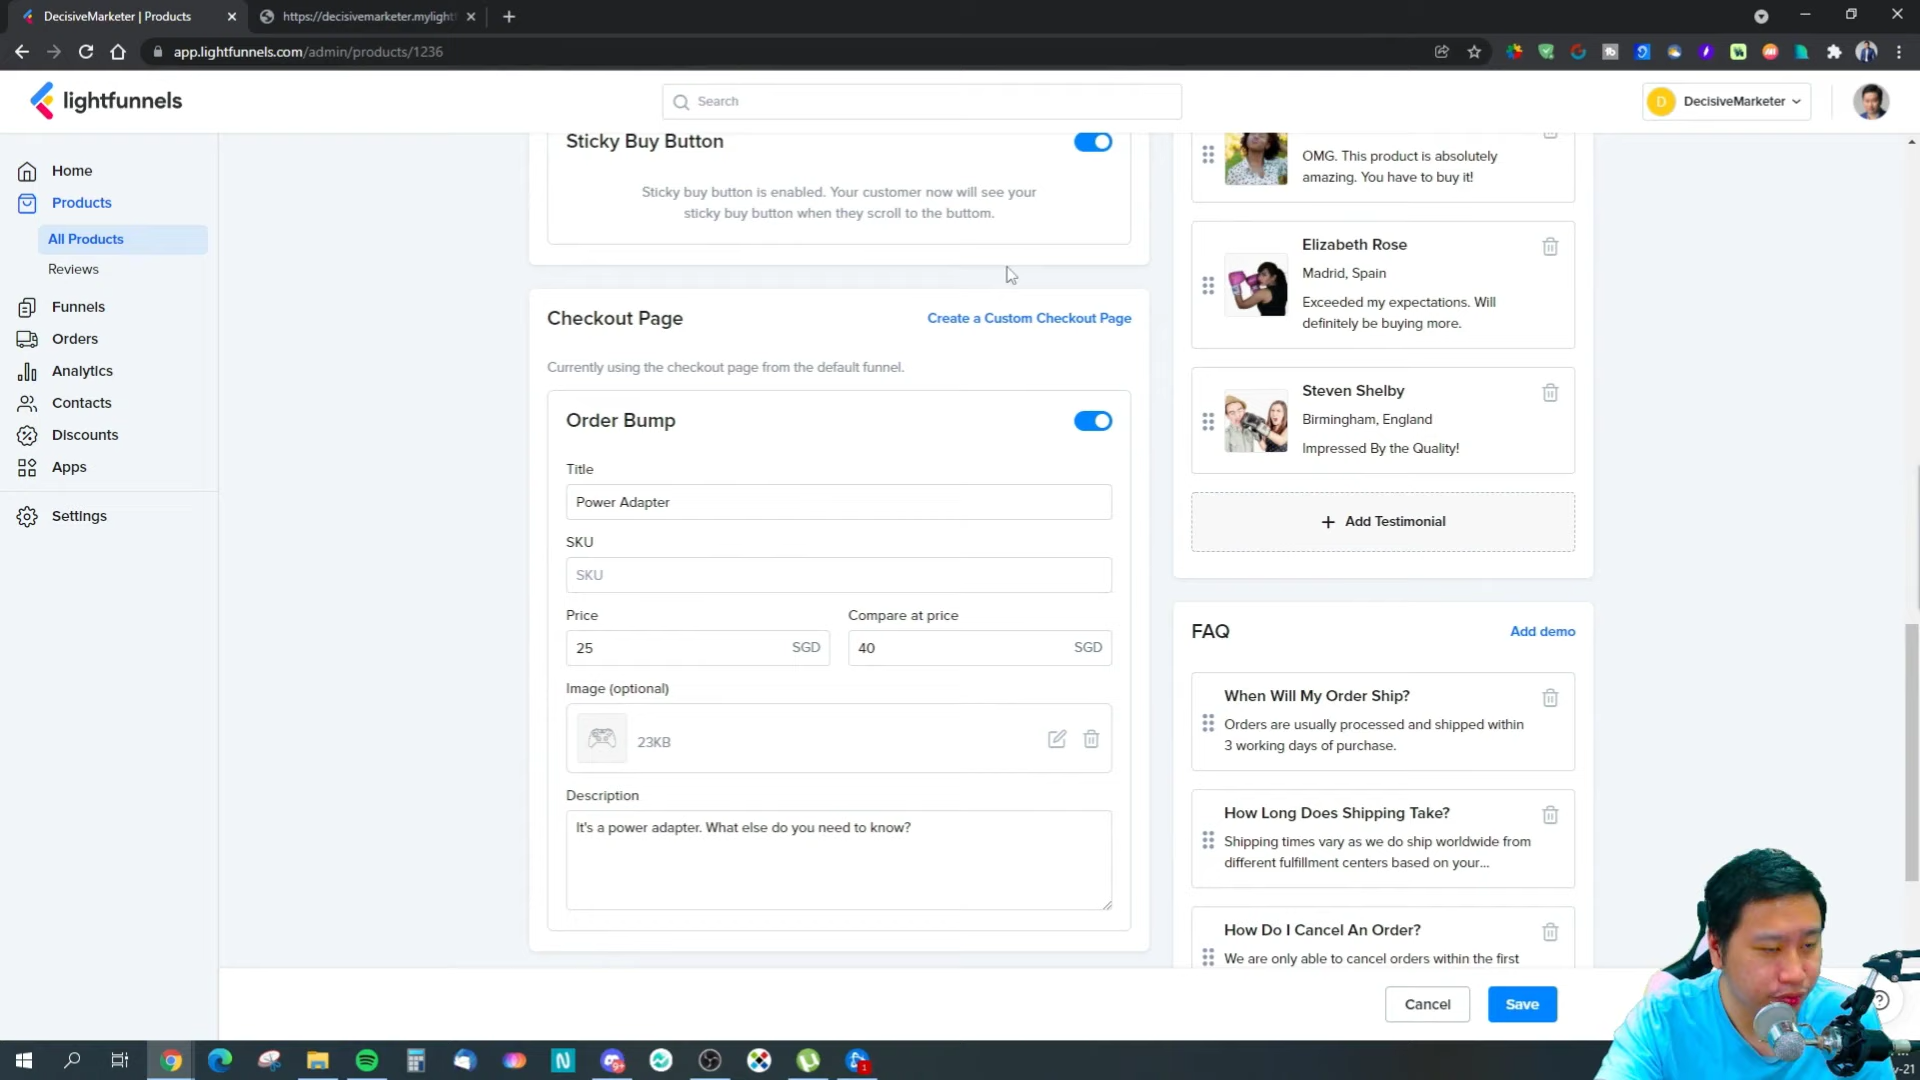 DecisiveMarketer | Products
https://decisivemarketer.mylightf
app.lightfunnels.com/admin/products/1236
lightfunnels
Search
D
DecisiveMarketer
Home
Products
All Products
Reviews
Funnels
Orders
Analytics
Contacts
Discounts
Apps
Settings
Sticky Buy Button
Sticky buy button is enabled. Your customer now will see your
sticky buy button when they scroll to the buttom.
Checkout Page
Create a Custom Checkout Page
Currently using the checkout page from the default funnel.
Order Bump
Title
Power Adapter
SKU
SKU
Price
Compare at price
25 SGD
40 SGD
Image (optional)
23KB
Description
It's a power adapter. What else do you need to know?
OMG. This product is absolutely
amazing. You have to buy it!
Elizabeth Rose
Madrid, Spain
Exceeded my expectations. Will
definitely be buying more.
Steven Shelby
Birmingham, England
Impressed By the Quality!
+ Add Testimonial
FAQ
Add demo
When Will My Order Ship?
Orders are usually processed and shipped within
3 working days of purchase.
How Long Does Shipping Take?
Shipping times vary as we do ship worldwide from
different fulfillment centers based on your...
How Do I Cancel An Order?
We are only able to cancel orders within the first
Cancel
Save